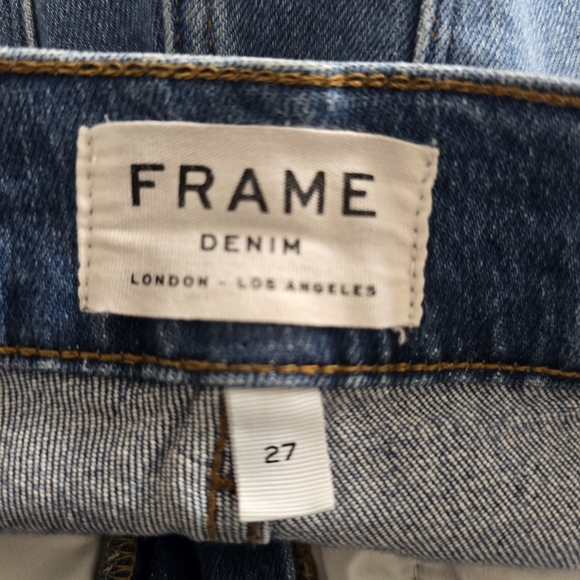 FRAME
DENIM
LONDON - LOS ANGELES
27